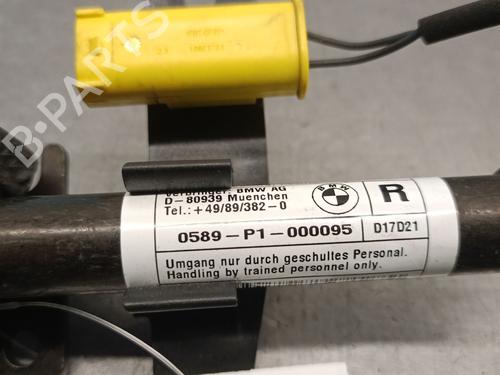 B-PARTS
Verbringer: BMW AG
D-80939 Muenchen
Tel.: +49/89/382-0
BMW
R
0589-P1-000095
D17D21
Umgang nur durch geschultes Personal.
Handling by trained personnel only.